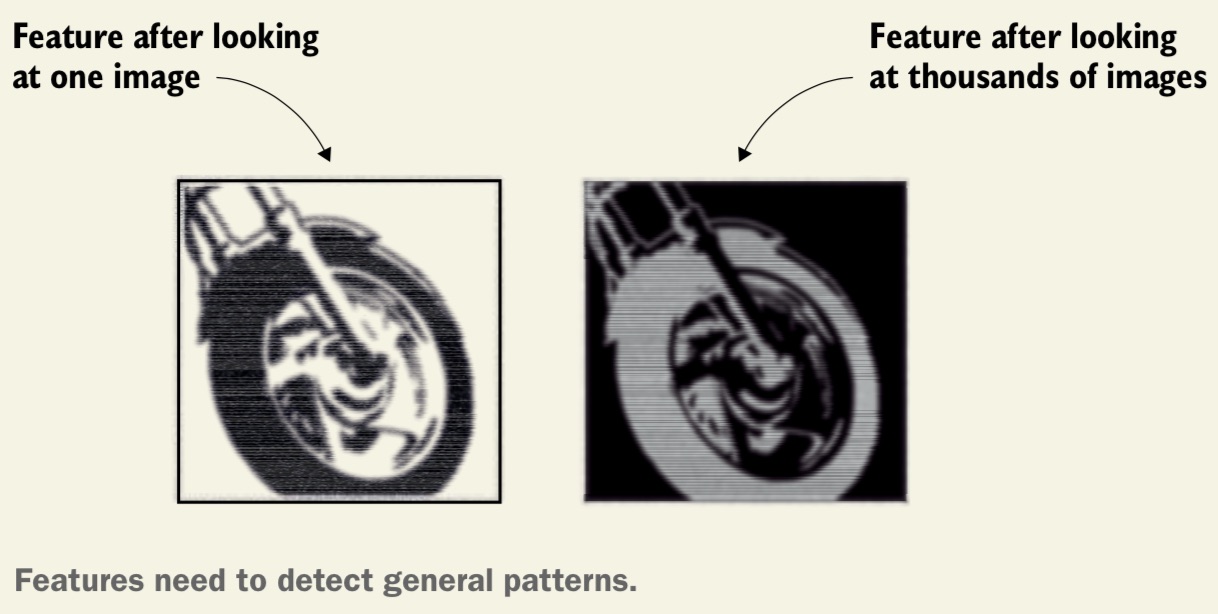 Feature after looking
at one image
Feature after looking
at thousands of images
Features need to detect general patterns.